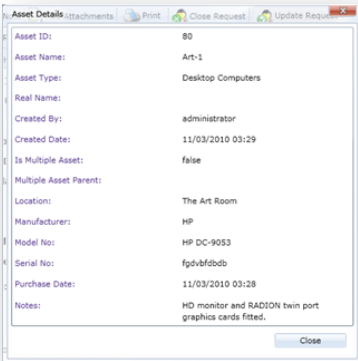 Asset Details
Attachments Print Close Request Update Request
Asset ID: 80
Asset Name: Art-1
Asset Type: Desktop Computers
Real Name:
Created By: administrator
Created Date: 11/03/2010 03:29
Is Multiple Asset: false
Multiple Asset Parent:
Location: The Art Room
Manufacturer: HP
Model No: HP DC-9053
Serial No: fgdvbfdbdb
Purchase Date: 11/03/2010 03:28
Notes: HD monitor and RADION twin port
graphics cards fitted.
Close